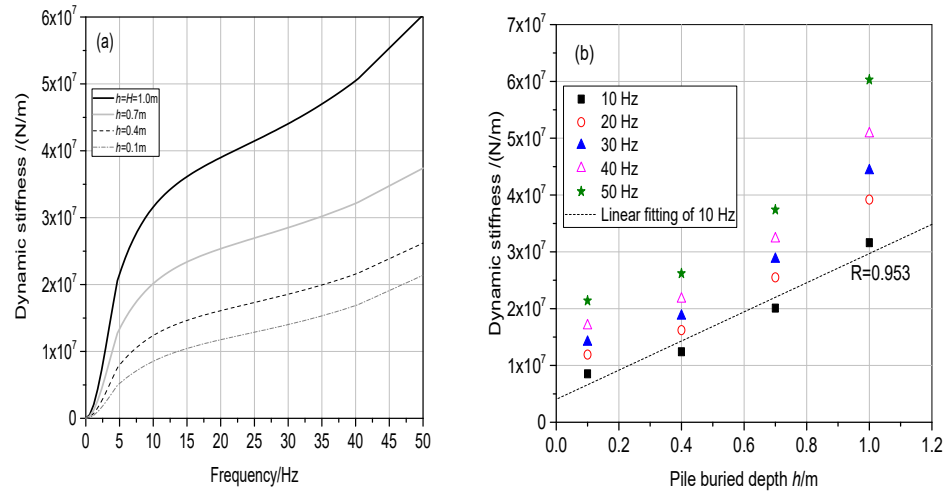 (a)
6x10⁷
5x10⁷
4x10⁷
3x10⁷
2x10⁷
1x10⁷
0
Dynamic stiffness /(N/m)
h=H=1.0m
h=0.7m
h=0.4m
h=0.1m
0 5 10 15 20 25 30 35 40 45 50
Frequency/Hz
(b)
7x10⁷
6x10⁷
5x10⁷
4x10⁷
3x10⁷
2x10⁷
1x10⁷
0
Dynamic stiffness /(N/m)
10 Hz
20 Hz
30 Hz
40 Hz
50 Hz
Linear fitting of 10 Hz
R=0.953
0.0 0.2 0.4 0.6 0.8 1.0 1.2
Pile buried depth h/m